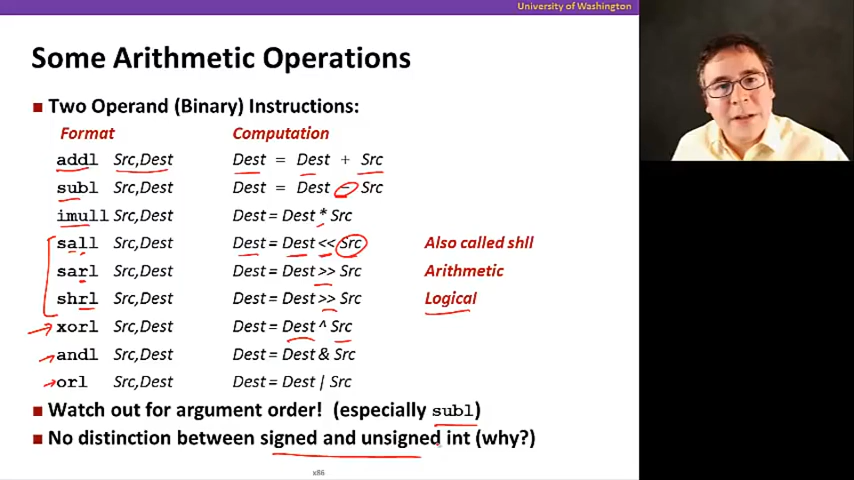 University of Washington
Some Arithmetic Operations
Two Operand (Binary) Instructions:
Format Computation
addl Src,Dest Dest = Dest + Src
subl Src,Dest Dest = Dest - Src
imull Src,Dest Dest = Dest * Src
sall Src,Dest Dest = Dest << Src Also called shll
sarl Src,Dest Dest = Dest >> Src Arithmetic
shrl Src,Dest Dest = Dest >> Src Logical
xorl Src,Dest Dest = Dest ^ Src
andl Src,Dest Dest = Dest & Src
orl Src,Dest Dest = Dest | Src
Watch out for argument order! (especially subl)
No distinction between signed and unsigned int (why?)
x86